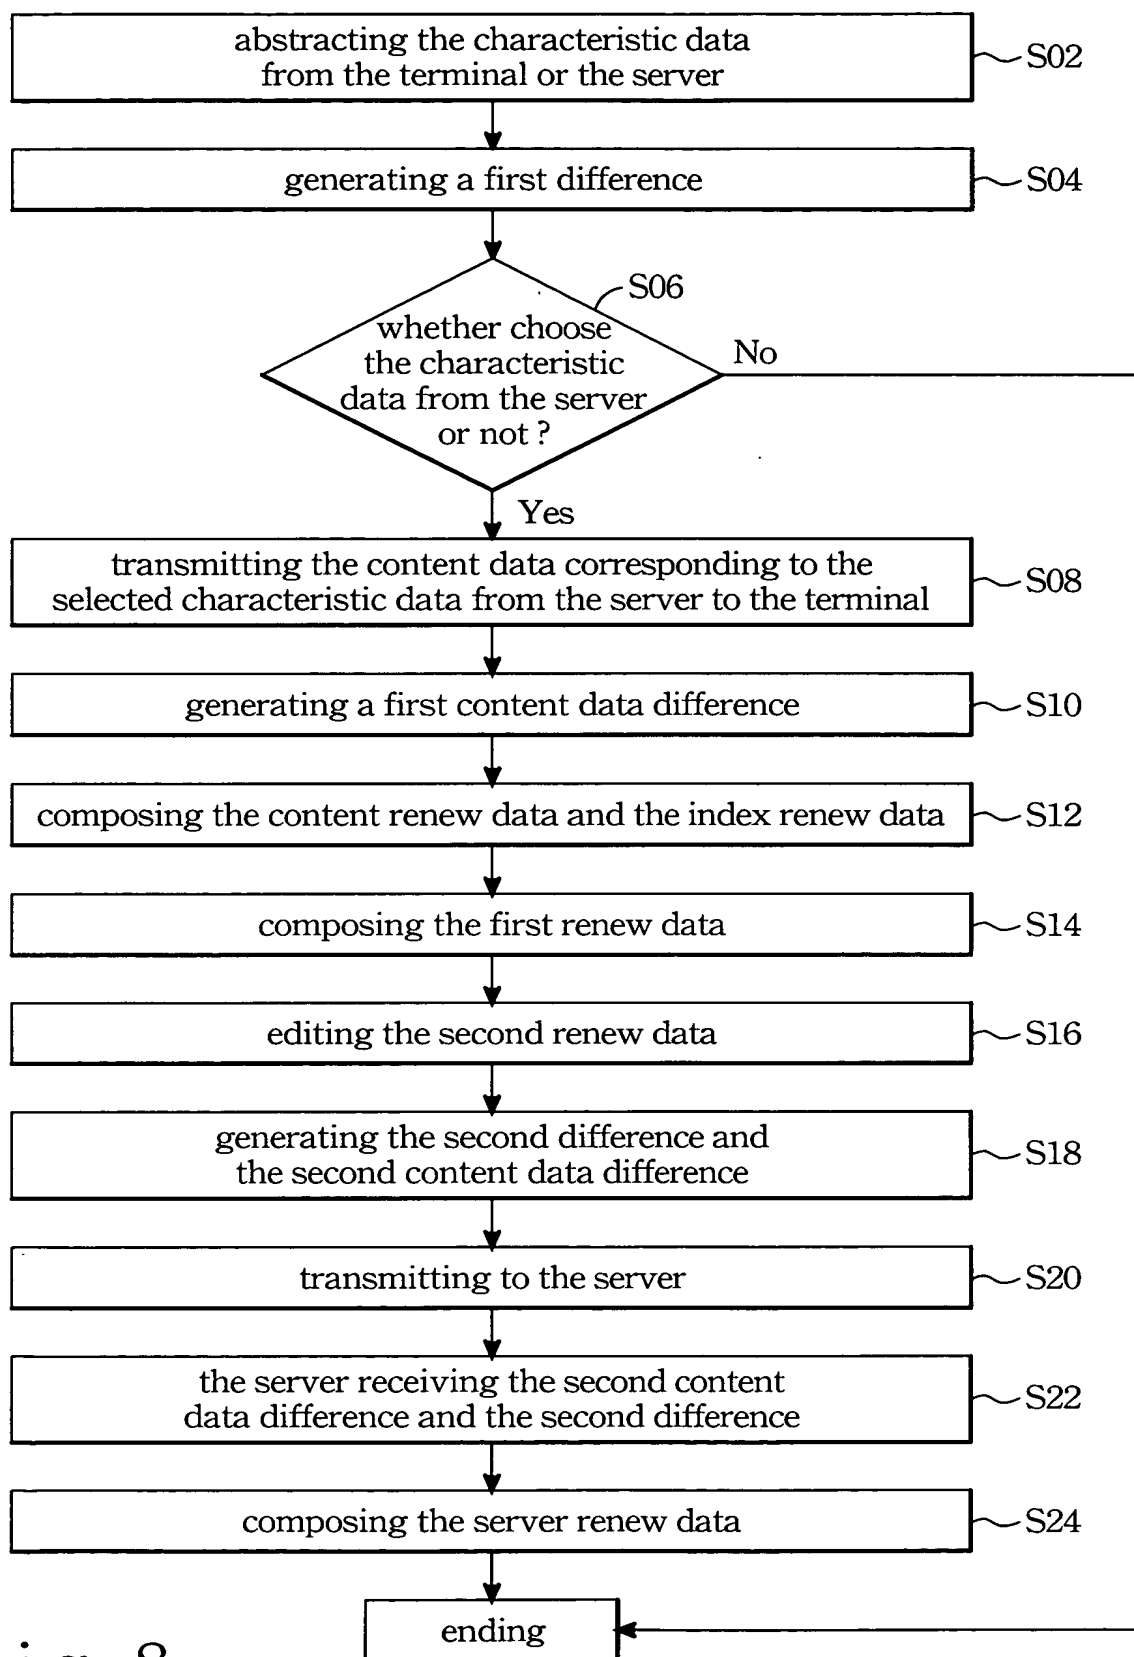 abstracting the characteristic data
from the terminal or the server
S02
generating a first difference
S04
S06
whether choose
the characteristic
data from the server
or not ?
No
Yes
transmitting the content data corresponding to the
selected characteristic data from the server to the terminal
S08
generating a first content data difference
S10
composing the content renew data and the index renew data
S12
composing the first renew data
S14
editing the second renew data
S16
generating the second difference and
the second content data difference
S18
transmitting to the server
S20
the server receiving the second content
data difference and the second difference
S22
composing the server renew data
S24
ending